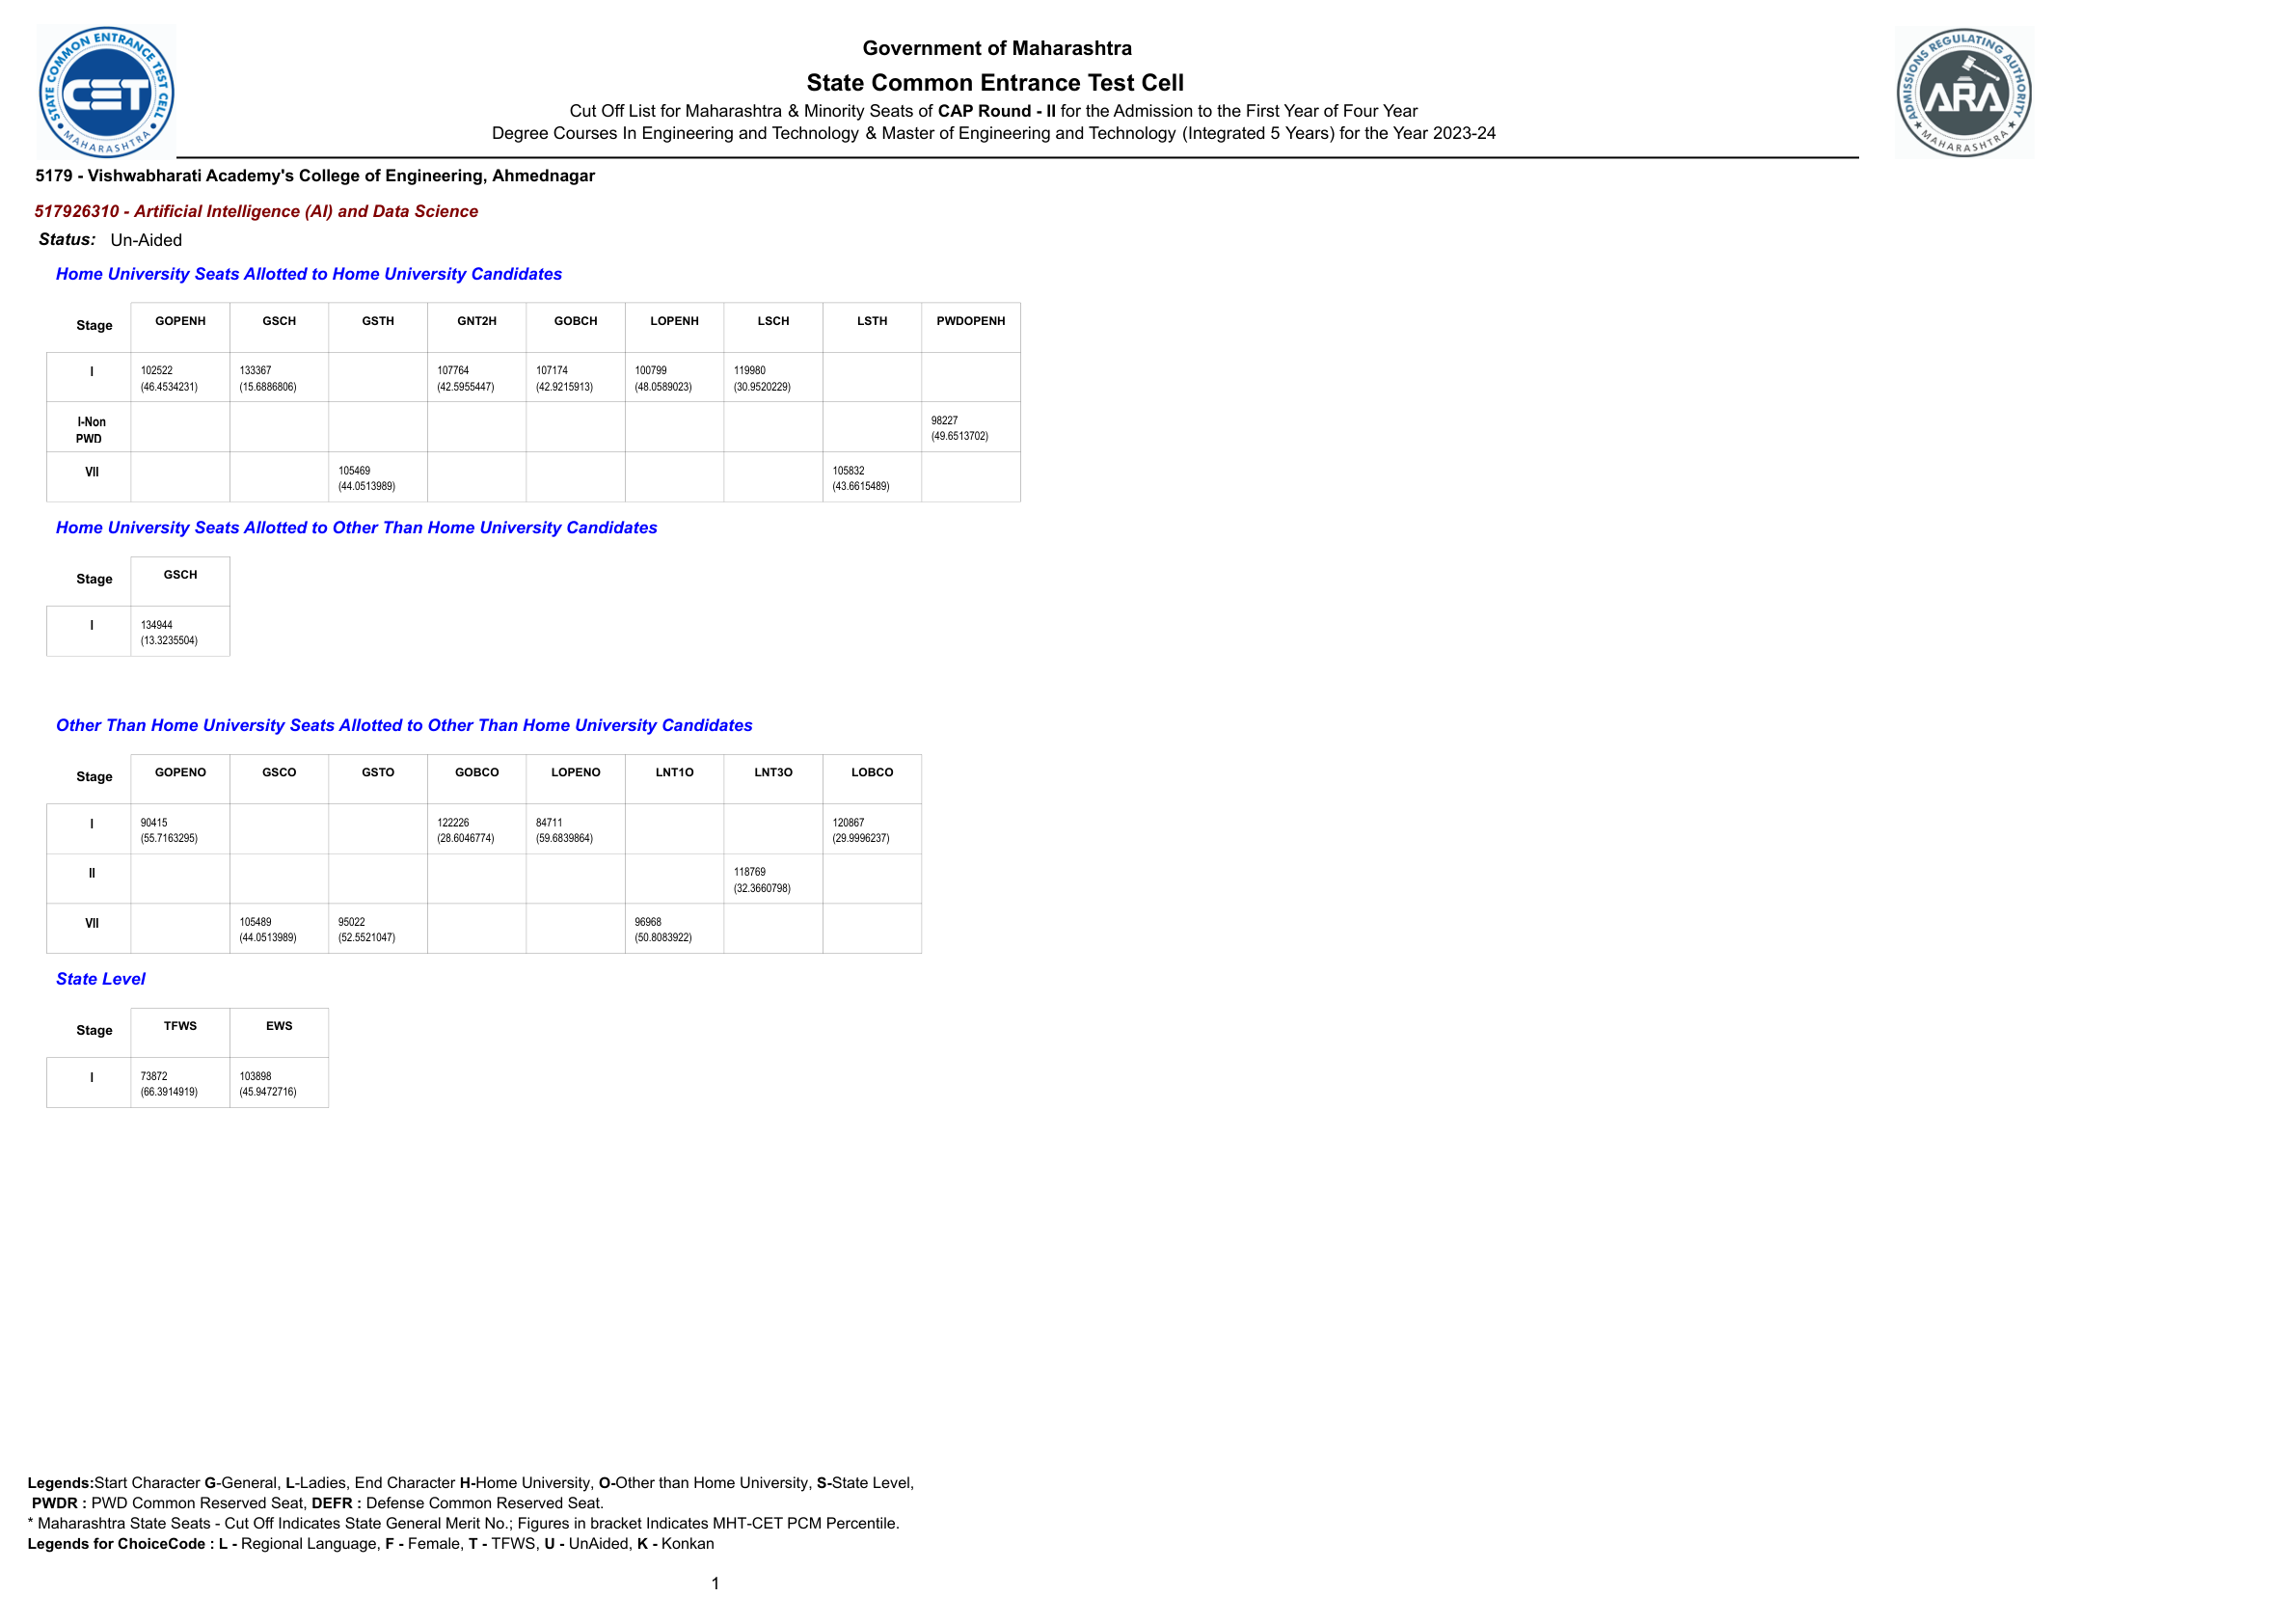 STATE COMMON ENTRANCE TEST CELL
CET
MAHARASHTRA
Government of Maharashtra
State Common Entrance Test Cell
Cut Off List for Maharashtra & Minority Seats of CAP Round - II for the Admission to the First Year of Four Year
Degree Courses In Engineering and Technology & Master of Engineering and Technology (Integrated 5 Years) for the Year 2023-24
ADMISSIONS REGULATING AUTHORITY
ARA
MAHARASHTRA
5179 - Vishwabharati Academy's College of Engineering, Ahmednagar
517926310 - Artificial Intelligence (AI) and Data Science
Status: Un-Aided
Home University Seats Allotted to Home University Candidates
Stage GOPENH GSCH GSTH GNT2H GOBCH LOPENH LSCH LSTH PWDOPENH
I 102522 133367 107764 107174 100799 119980
(46.4534231) (15.6886806) (42.5955447) (42.9215913) (48.0589023) (30.9520229)
I-Non 98227
PWD (49.6513702)
VII 105469 105832
(44.0513989) (43.6615489)
Home University Seats Allotted to Other Than Home University Candidates
Stage GSCH
I 134944
(13.3235504)
Other Than Home University Seats Allotted to Other Than Home University Candidates
Stage GOPENO GSCO GSTO GOBCO LOPENO LNT1O LNT3O LOBCO
I 90415 122226 84711 120867
(55.7163295) (28.6046774) (59.6839864) (29.9996237)
II 118769
(32.3660798)
VII 105489 95022 96968
(44.0513989) (52.5521047) (50.8083922)
State Level
Stage TFWS EWS
I 73872 103898
(66.3914919) (45.9472716)
Legends:Start Character G-General, L-Ladies, End Character H-Home University, O-Other than Home University, S-State Level,
PWDR : PWD Common Reserved Seat, DEFR : Defense Common Reserved Seat.
* Maharashtra State Seats - Cut Off Indicates State General Merit No.; Figures in bracket Indicates MHT-CET PCM Percentile.
Legends for ChoiceCode : L - Regional Language, F - Female, T - TFWS, U - UnAided, K - Konkan
1